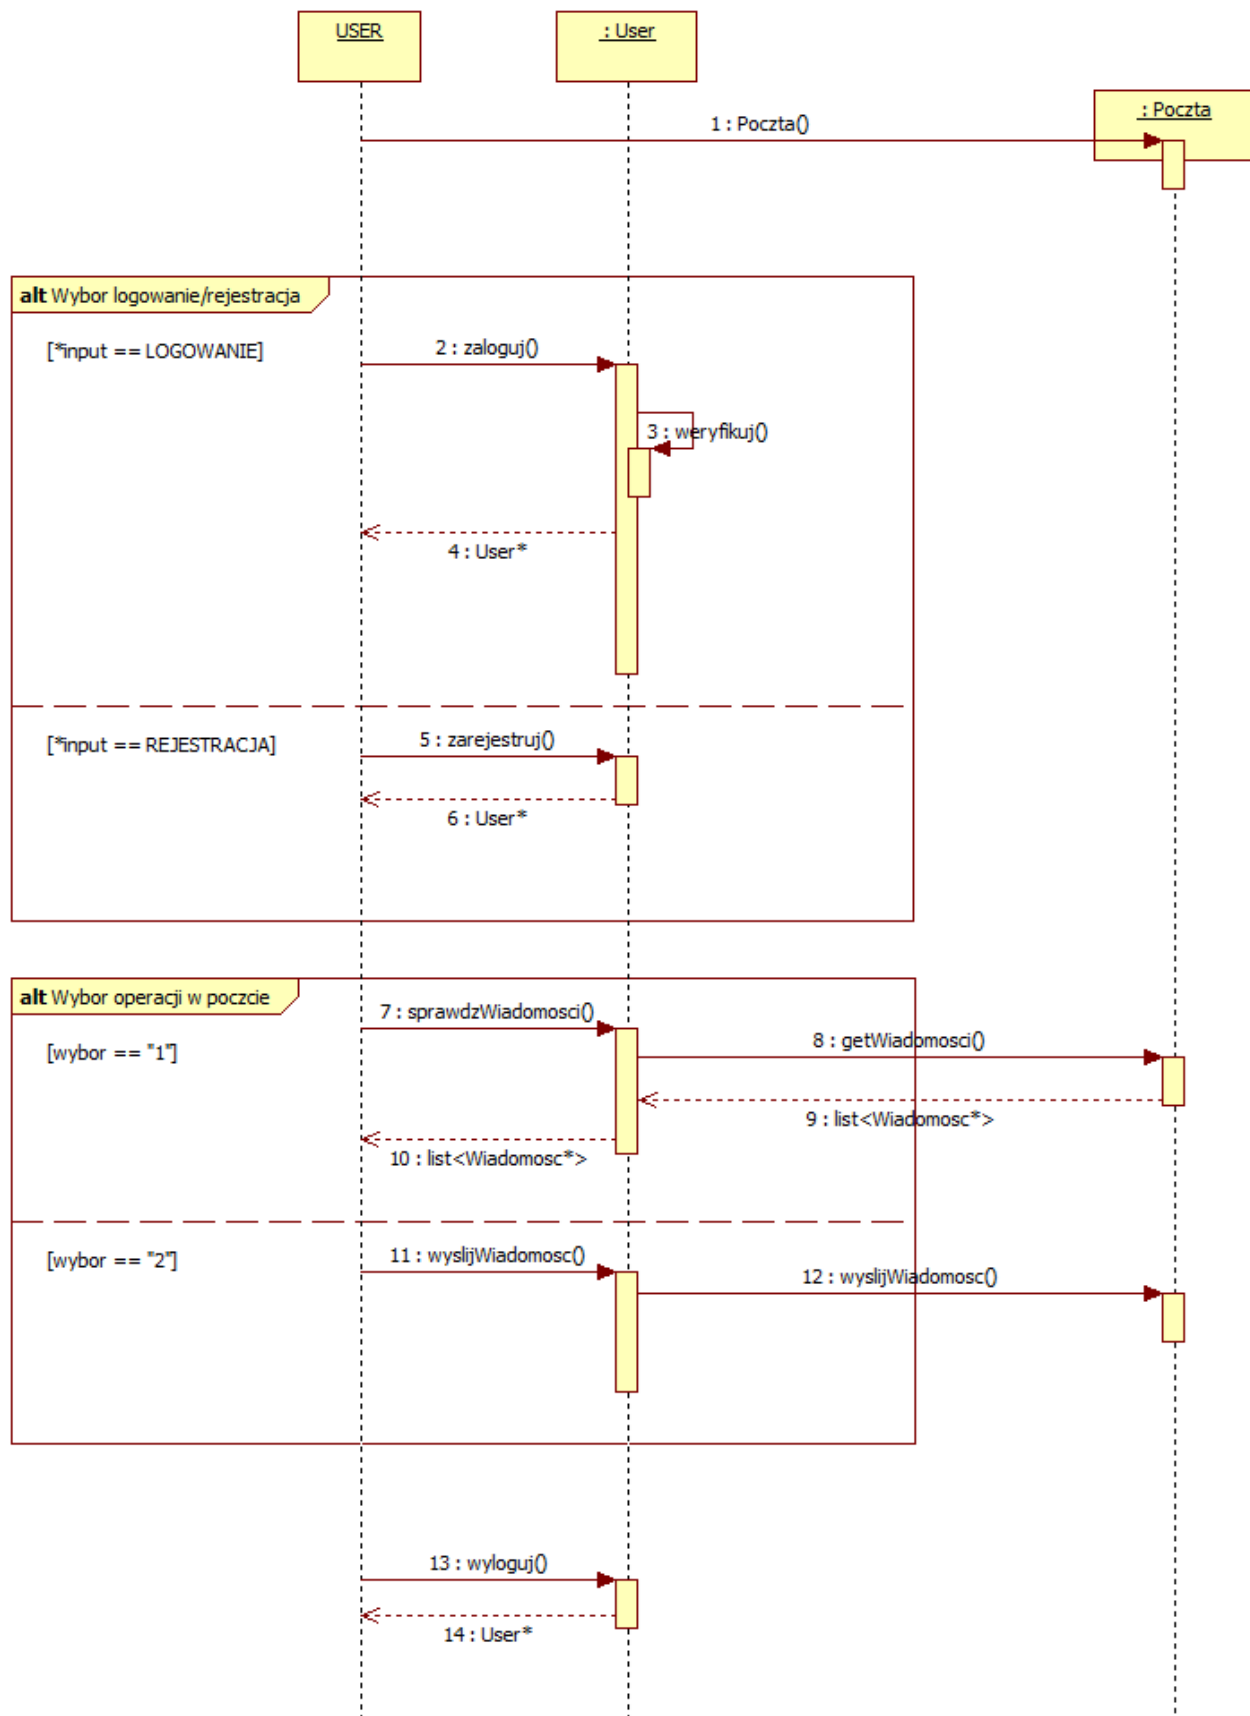 USER
: User
: Poczta
1 : Poczta()
alt Wybor logowanie/rejestracja
[*input == LOGOWANIE]
2 : zaloguj()
3 : weryfikuj()
4 : User*
[*input == REJESTRACJA]
5 : zarejestruj()
6 : User*
alt Wybor operacji w poczcie
7 : sprawdzWiadomosci()
[wybor == "1"]
8 : getWiadomosci()
9 : list<Wiadomosc*>
10 : list<Wiadomosc*>
[wybor == "2"]
11 : wyslijWiadomosc()
12 : wyslijWiadomosc()
13 : wyloguj()
14 : User*